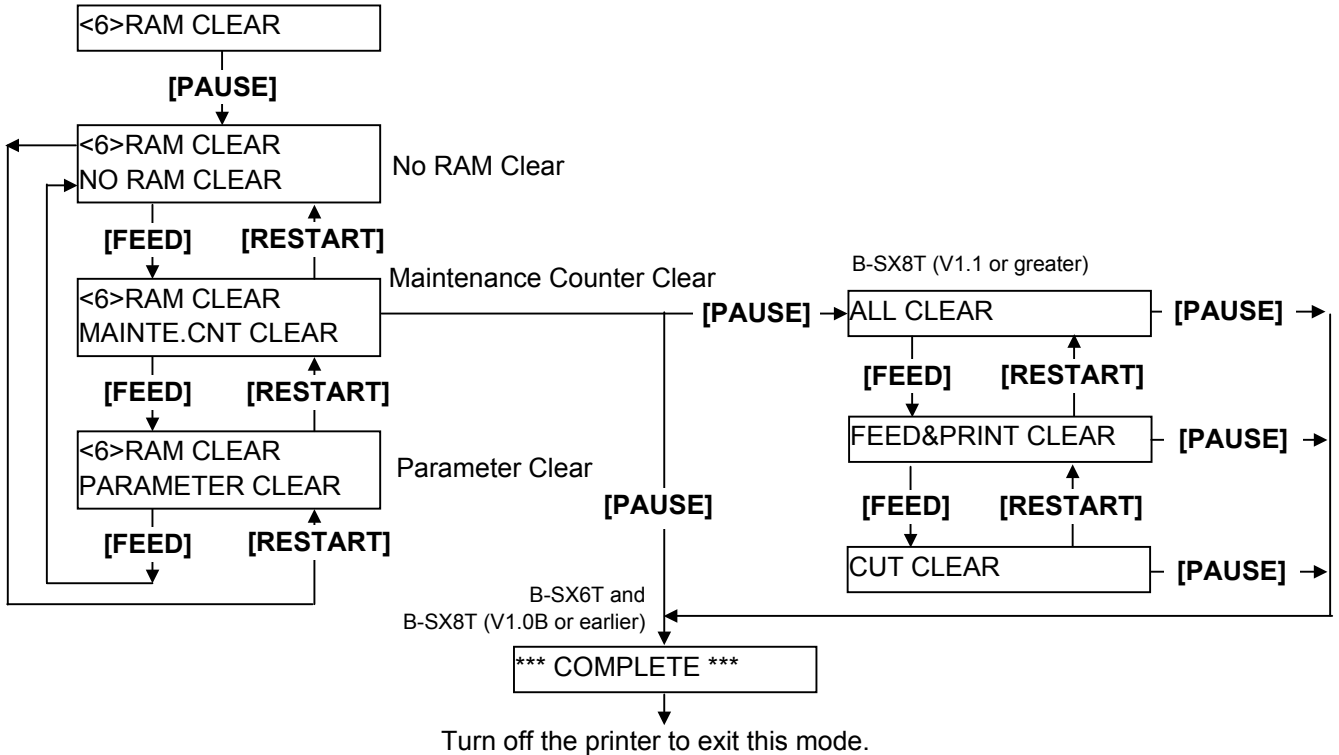 <6>RAM CLEAR
[PAUSE]
<6>RAM CLEAR
NO RAM CLEAR
No RAM Clear
[FEED]
[RESTART]
<6>RAM CLEAR
MAINTE.CNT CLEAR
Maintenance Counter Clear
[FEED]
[RESTART]
<6>RAM CLEAR
PARAMETER CLEAR
Parameter Clear
[FEED]
[RESTART]
B-SX8T (V1.1 or greater)
[PAUSE]
ALL CLEAR
[PAUSE]
[FEED]
[RESTART]
FEED&PRINT CLEAR
[PAUSE]
[FEED]
[RESTART]
CUT CLEAR
[PAUSE]
[PAUSE]
B-SX6T and
B-SX8T (V1.0B or earlier)
*** COMPLETE ***
Turn off the printer to exit this mode.